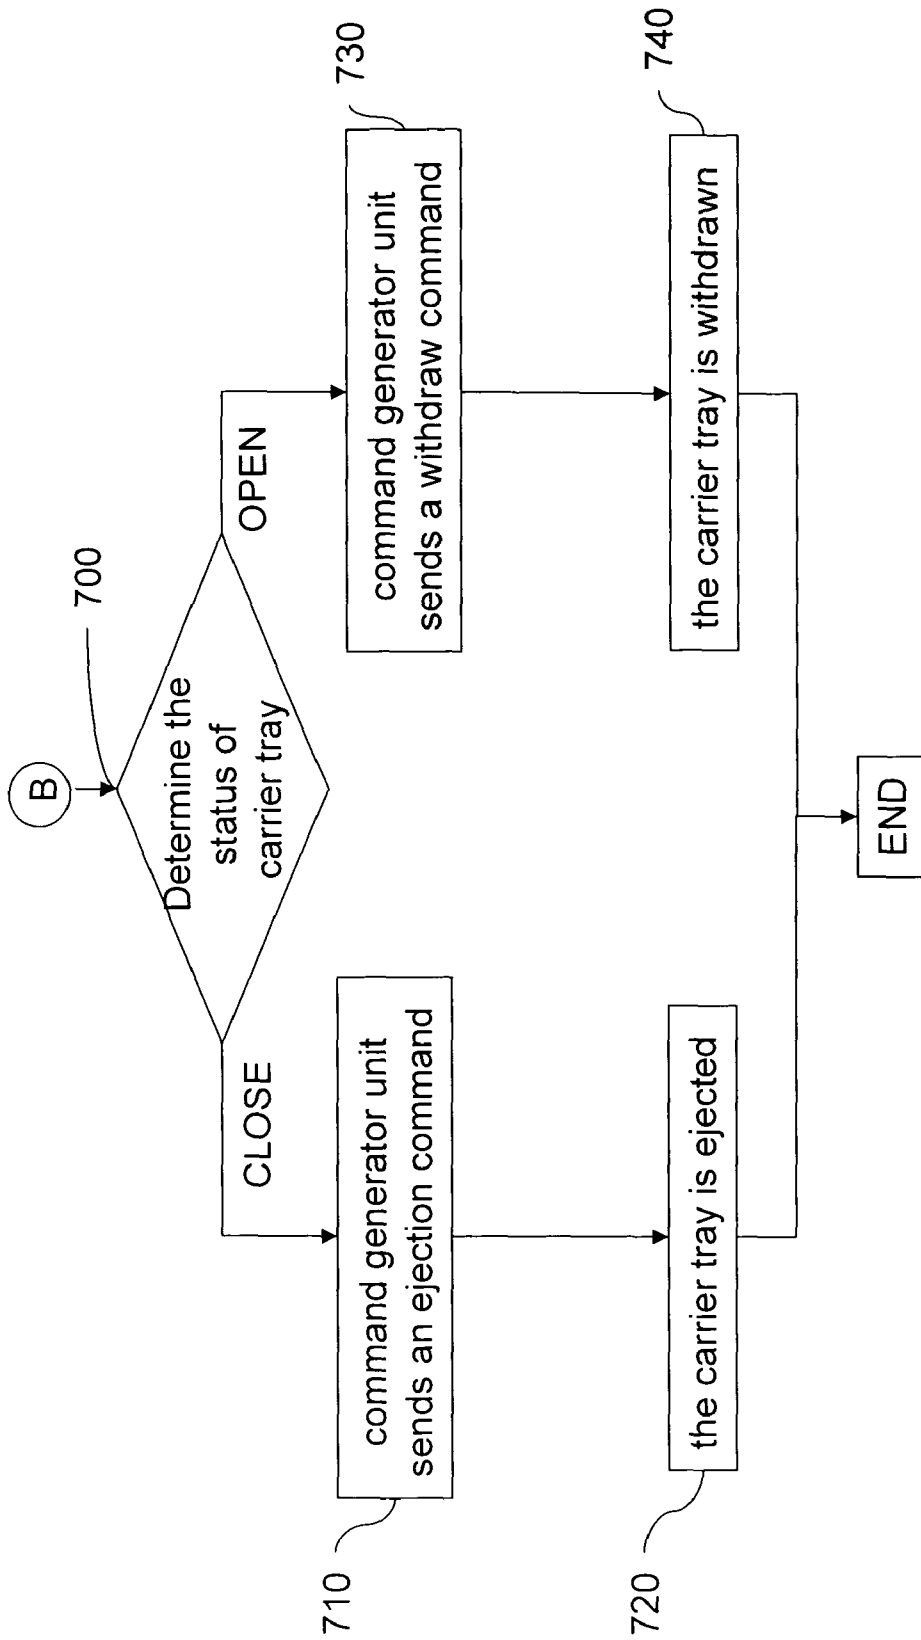 B
700
Determine the
status of
carrier tray
CLOSE
OPEN
710
command generator unit
sends an ejection command
730
command generator unit
sends a withdraw command
720
the carrier tray is ejected
740
the carrier tray is withdrawn
END